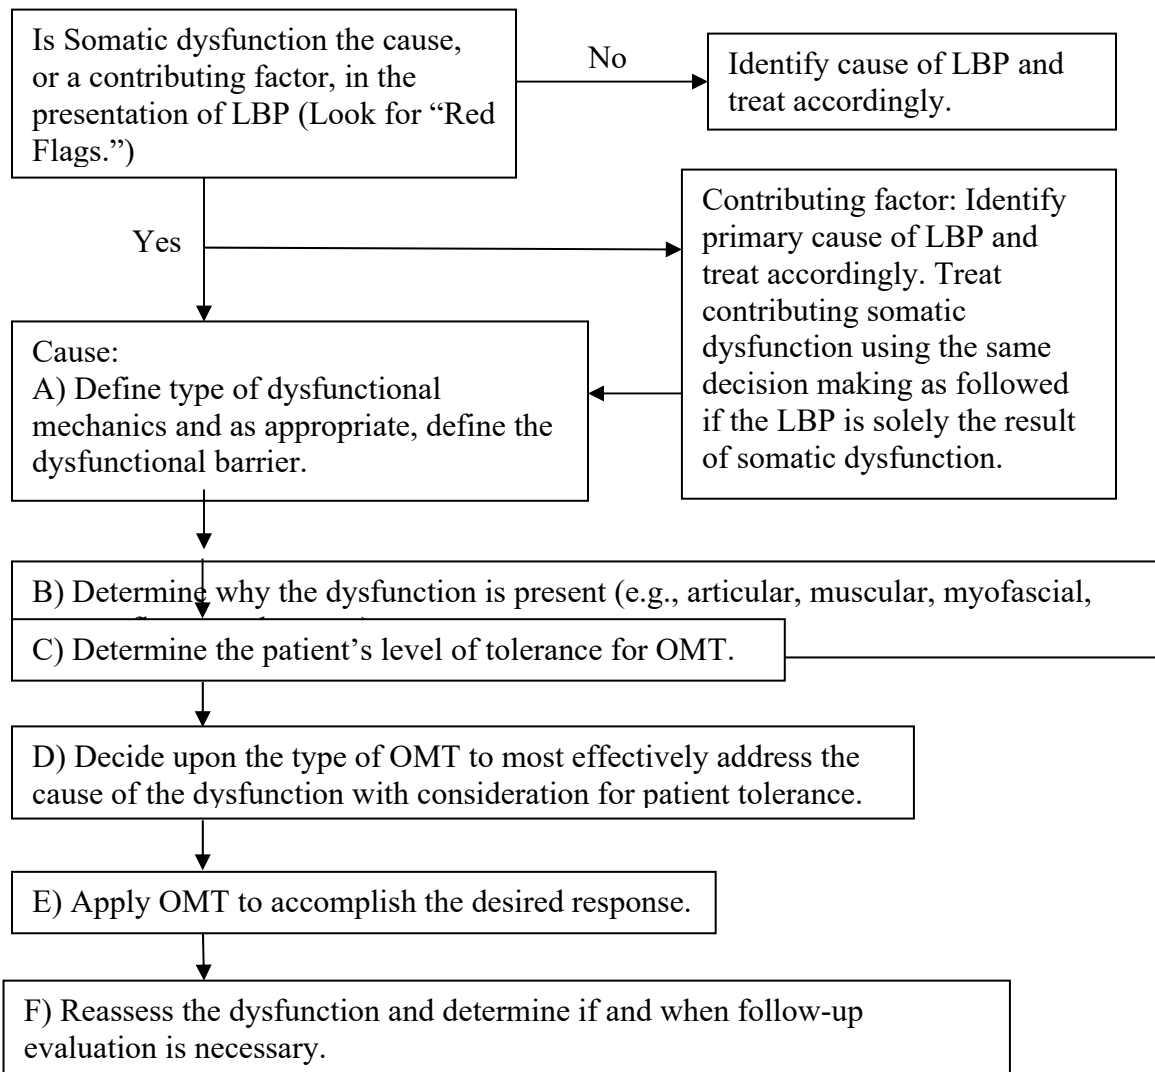 Is Somatic dysfunction the cause,
or a contributing factor, in the
presentation of LBP (Look for “Red
Flags.”)
No
Identify cause of LBP and
treat accordingly.
Yes
Contributing factor: Identify
primary cause of LBP and
treat accordingly. Treat
contributing somatic
dysfunction using the same
decision making as followed
if the LBP is solely the result
of somatic dysfunction.
Cause:
A) Define type of dysfunctional
mechanics and as appropriate, define the
dysfunctional barrier.
B) Determine why the dysfunction is present (e.g., articular, muscular, myofascial,
C) Determine the patient’s level of tolerance for OMT.
D) Decide upon the type of OMT to most effectively address the
cause of the dysfunction with consideration for patient tolerance.
E) Apply OMT to accomplish the desired response.
F) Reassess the dysfunction and determine if and when follow-up
evaluation is necessary.